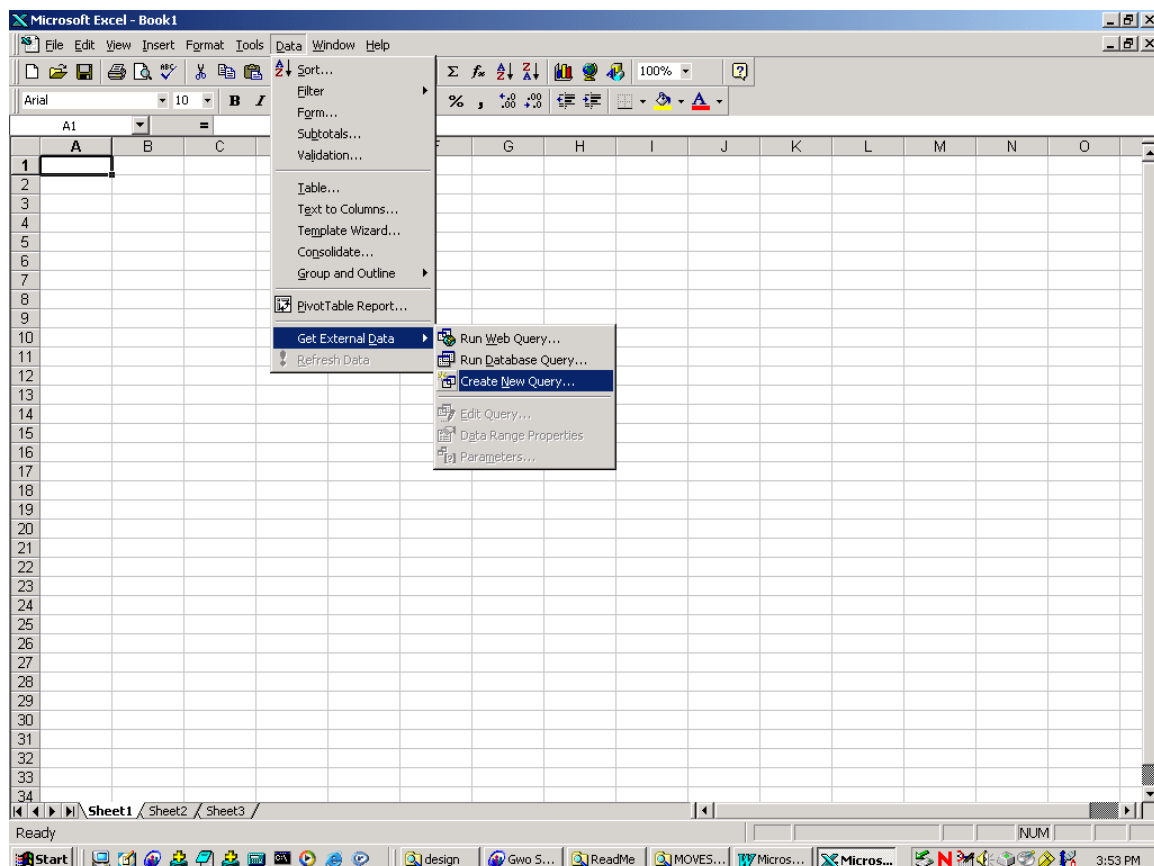 Microsoft Excel - Book1
File Edit View Insert Format Tools Data Window Help
100%
Arial 10 B I % ,
A1 =
A B C F G H I J K L M N O
Sort...
Filter
Form...
Subtotals...
Validation...
Table...
Text to Columns...
Template Wizard...
Consolidate...
Group and Outline
PivotTable Report...
Get External Data
Refresh Data
Run Web Query...
Run Database Query...
Create New Query...
Edit Query...
Data Range Properties
Parameters...
1
2
3
4
5
6
7
8
9
10
11
12
13
14
15
16
17
18
19
20
21
22
23
24
25
26
27
28
29
30
31
32
33
34
Sheet1 Sheet2 Sheet3
Ready NUM
Start design Gwo S... ReadMe MOVES... Micros... Micros... 3:53 PM